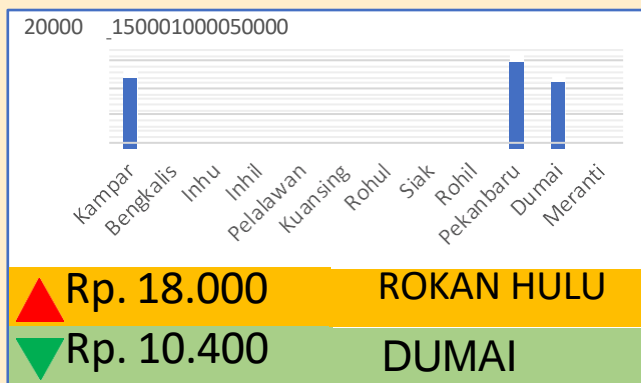 20000 150001000050000
Kampar
Bengkalis
Inhu
Inhil
Pelalawan
Kuansing
Rohul
Siak
Rohil
Pekanbaru
Dumai
Meranti
Rp. 18.000 ROKAN HULU
Rp. 10.400 DUMAI